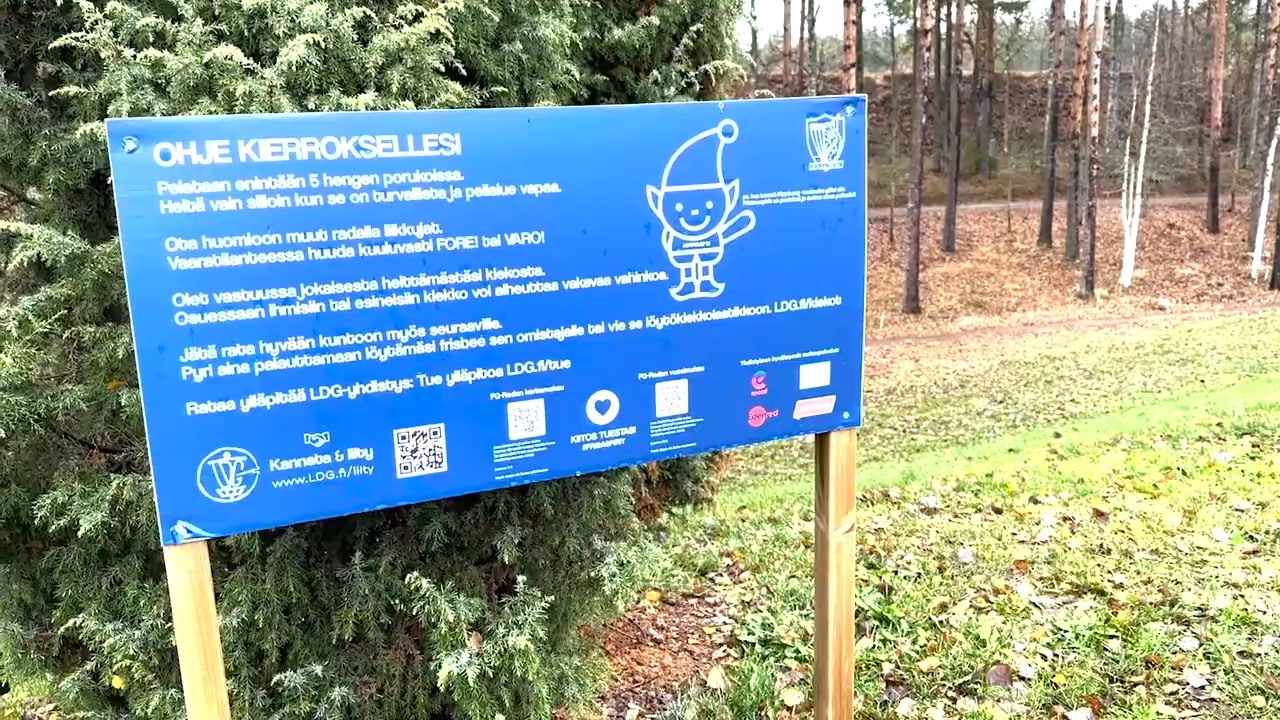 OHJE KIERROKSELLESI
Pelataan enintään 5 hengen porukoissa.
Heitä vain silloin kun se on turvallista ja pelialue vapaa.
Ota huomioon muut radalla liikkujat.
Vaaratilanteessa huuda kuuluvasti FORE! tai VARO!
Olet vastuussa jokaisesta heittämästäsi kiekosta.
Osuessaan ihmisiin tai esineisiin kiekko voi aiheuttaa vakavaa vahinkoa.
Jätä rata hyvään kuntoon myös seuraaville.
Pyri aina palauttamaan löytämäsi frisbee sen omistajalle tai vie se löytökiekkolaatikkoon. LDG.fi/kiekot
Rataa ylläpitää LDG-yhdistys: Tue ylläpitoa LDG.fi/tue
Kannata & liity
www.LDG.fi/liity
KIITOS TUESTASI
epassi
Edenred